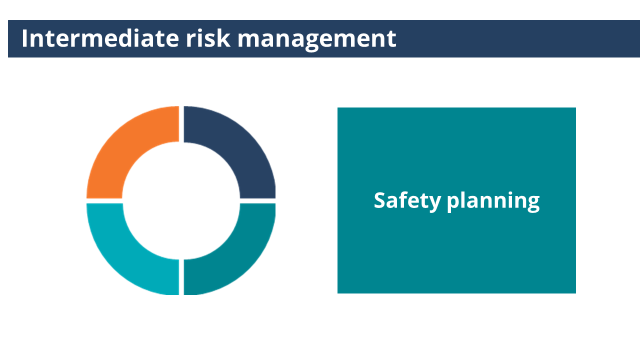 Intermediate risk management
Safety planning